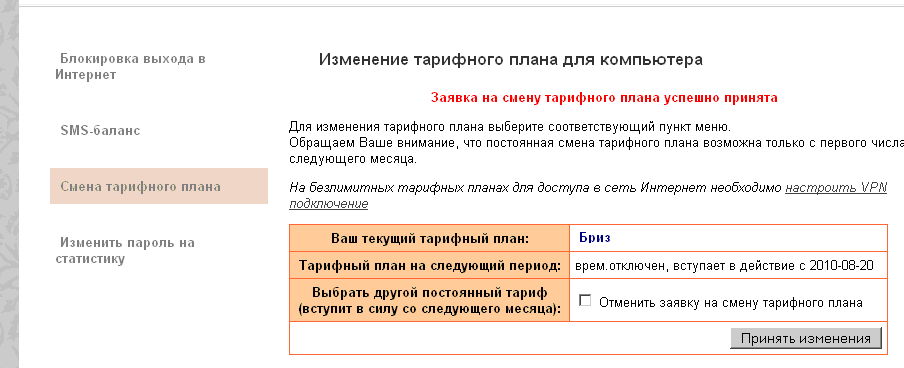 Блокировка выхода в
Интернет
SMS-баланс
Смена тарифного плана
Изменить пароль на
статистику
Изменение тарифного плана для компьютера
Заявка на смену тарифного плана успешно принята
Для изменения тарифного плана выберите соответствующий пункт меню.
Обращаем Ваше внимание, что постоянная смена тарифного плана возможна только с первого числа
следующего месяца.
На безлимитных тарифных планах для доступа в сеть Интернет необходимо настроить VPN
подключение
Ваш текущий тарифный план: Бриз
Тарифный план на следующий период: врем.отключен, вступает в действие с 2010-08-20
Выбрать другой постоянный тариф
(вступит в силу со следующего месяца): Отменить заявку на смену тарифного плана
Принять изменения